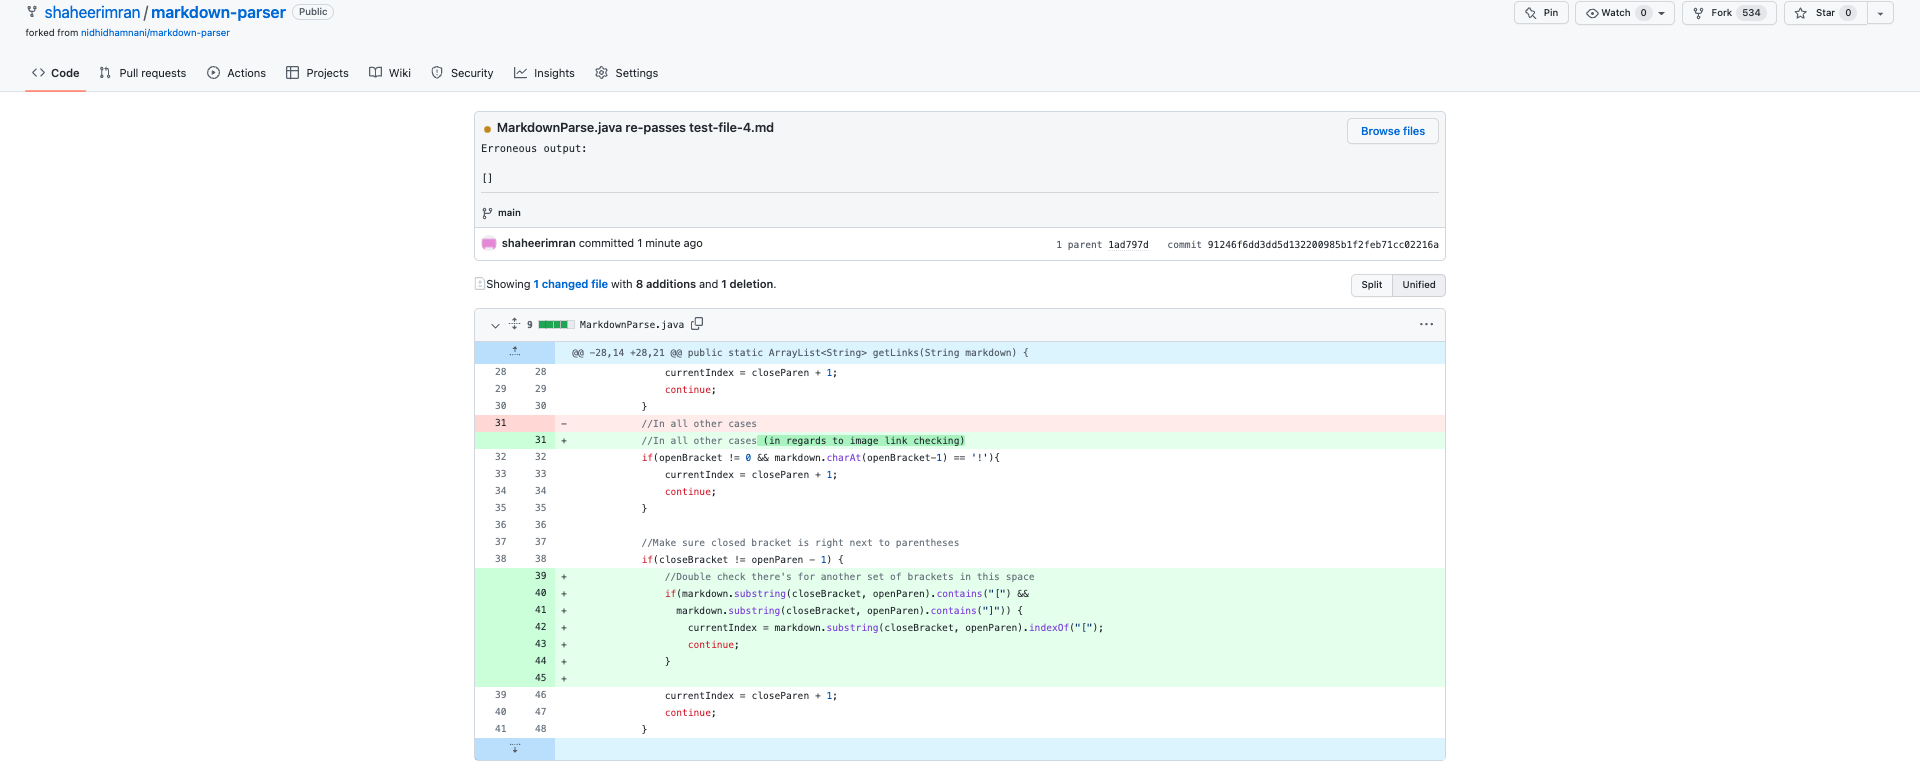 shaheerimran / markdown-parser Public
Pin Watch 0 Fork 534 Star 0
forked from nidhidhamnani/markdown-parser
Code Pull requests Actions Projects Wiki Security Insights Settings
MarkdownParse.java re-passes test-file-4.md
Browse files
Erroneous output:
[]
main
shaheerimran committed 1 minute ago
1 parent 1ad797d commit 91246f6dd3dd5d132200985b1f2feb71cc02216a
Showing 1 changed file with 8 additions and 1 deletion.
Split Unified
9 MarkdownParse.java
@@ -28,14 +28,21 @@ public static ArrayList<String> getLinks(String markdown) {
28 28 currentIndex = closeParen + 1;
29 29 continue;
30 30 }
31 - //In all other cases
31 + //In all other cases (in regards to image link checking)
32 32 if(openBracket != 0 && markdown.charAt(openBracket-1) == '!'){
33 33 currentIndex = closeParen + 1;
34 34 continue;
35 35 }
36 36
37 37 //Make sure closed bracket is right next to parentheses
38 38 if(closeBracket != openParen - 1) {
39 + //Double check there's for another set of brackets in this space
40 + if(markdown.substring(closeBracket, openParen).contains("[") &&
41 + markdown.substring(closeBracket, openParen).contains("]")) {
42 + currentIndex = markdown.substring(closeBracket, openParen).indexOf("[");
43 + continue;
44 + }
45 +
39 46 currentIndex = closeParen + 1;
40 47 continue;
41 48 }